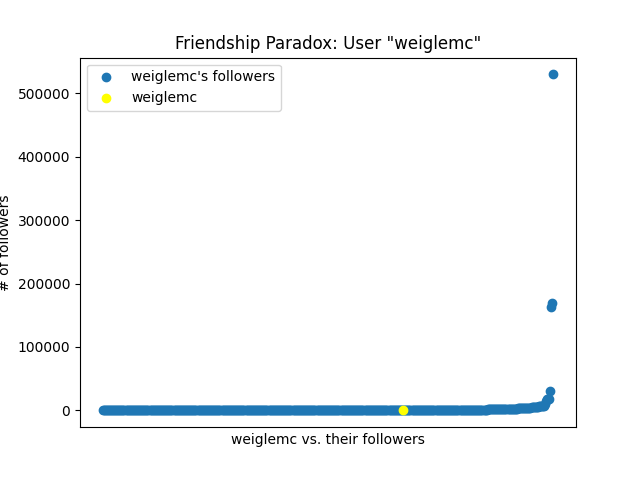 Friendship Paradox: User "weiglemc"
weiglemc's followers
weiglemc
500000
400000
300000
200000
100000
0
# of followers
weiglemc vs. their followers